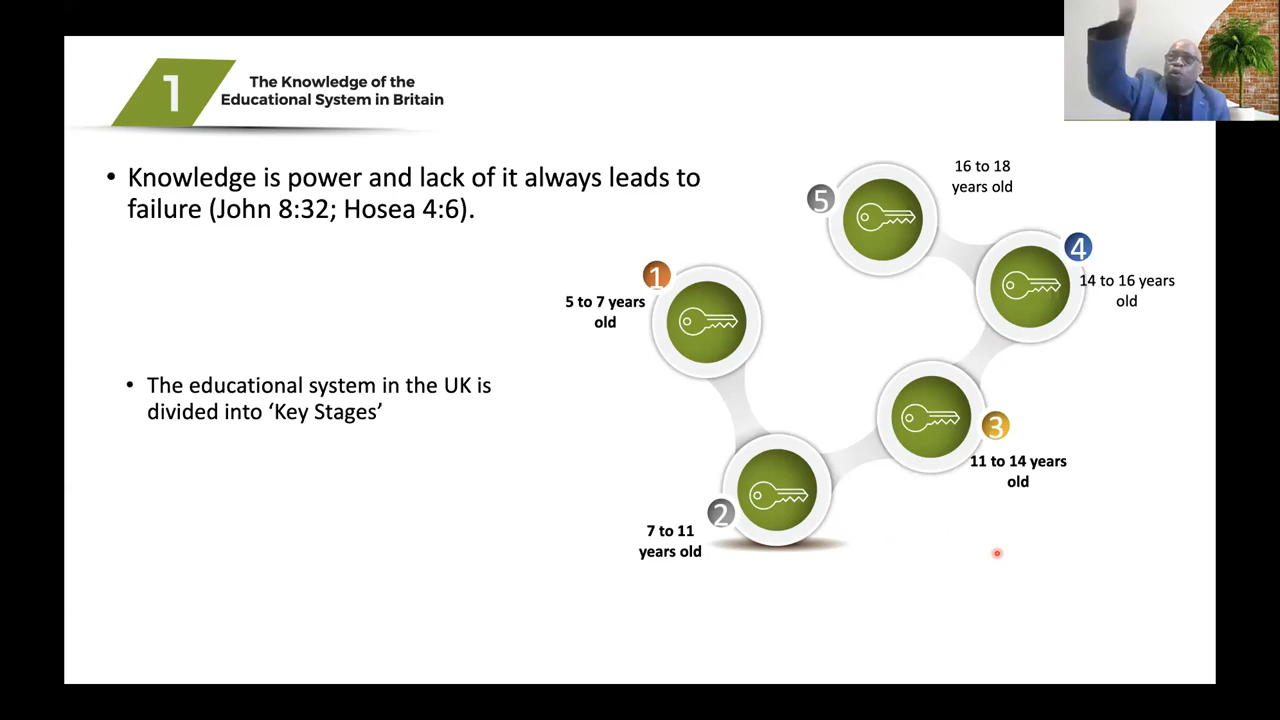 1
The Knowledge of the
Educational System in Britain
• Knowledge is power and lack of it always leads to
failure (John 8:32; Hosea 4:6).
• The educational system in the UK is
divided into ‘Key Stages’
1
5 to 7 years
old
2
7 to 11
years old
3
11 to 14 years
old
4
14 to 16 years
old
5
16 to 18
years old